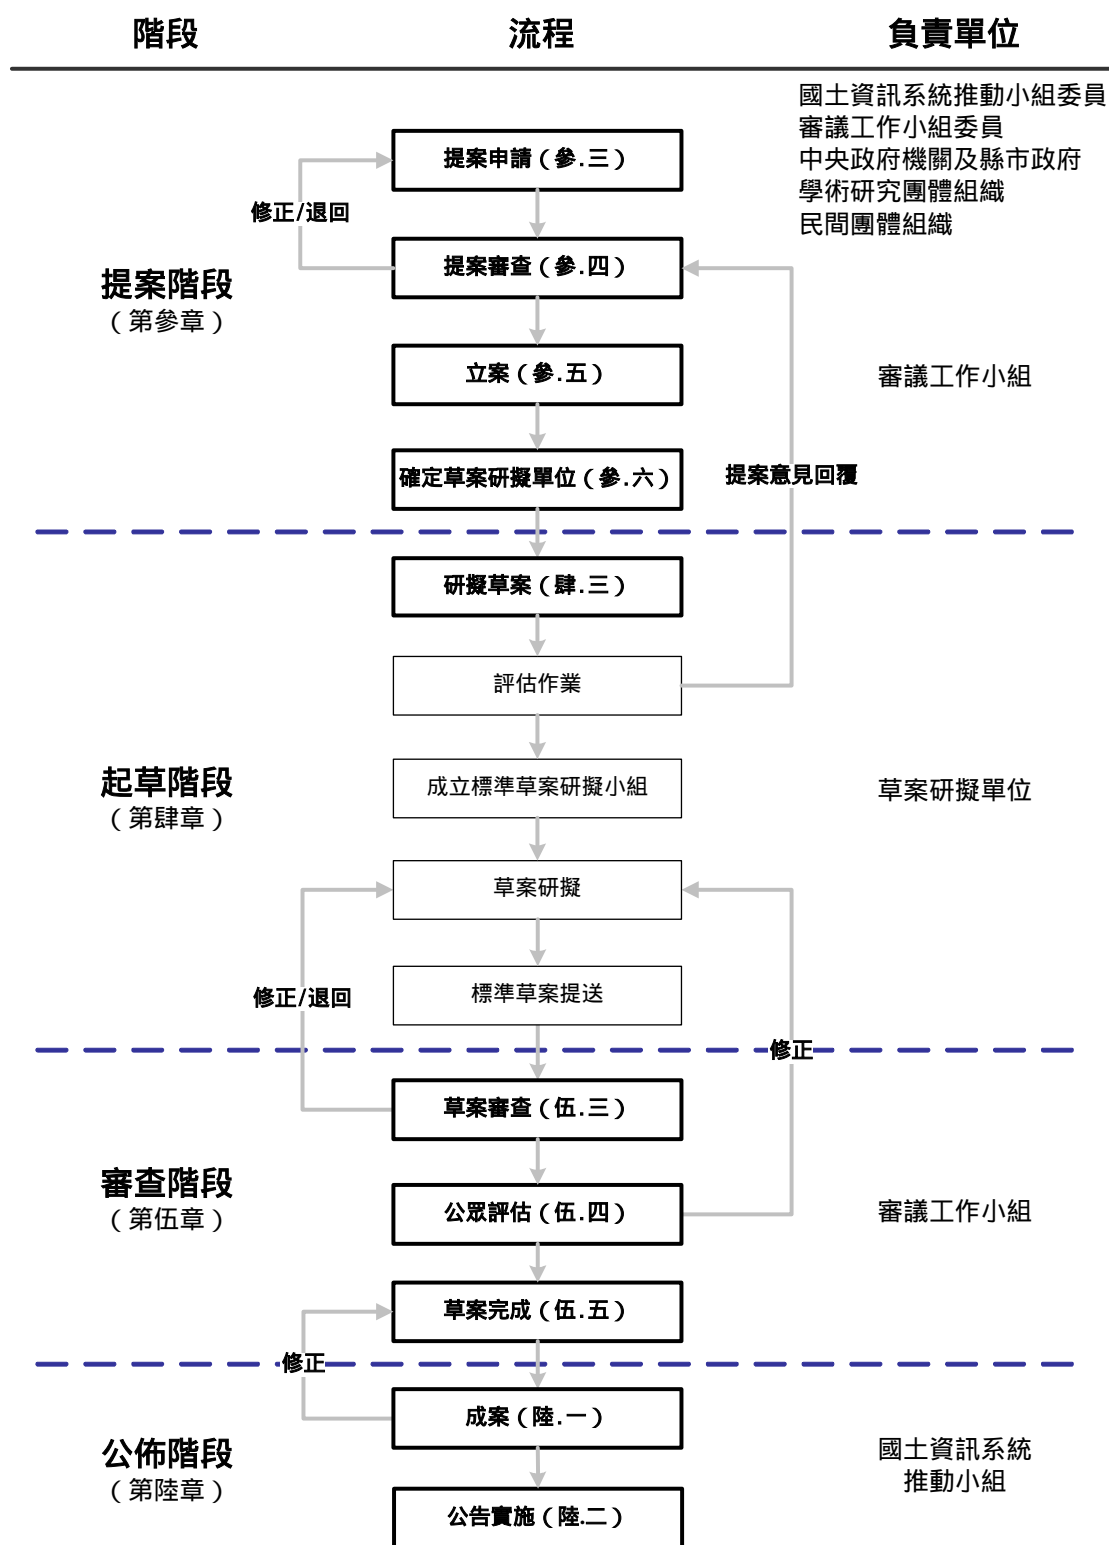 階段
流程
負責單位
國土資訊系統推動小組委員
審議工作小組委員
中央政府機關及縣市政府
學術研究團體組織
民間團體組織
提案申請（參.三）
修正/退回
提案審查（參.四）
提案階段
（第參章）
立案（參.五）
審議工作小組
確定草案研擬單位（參.六）
提案意見回覆
研擬草案（肆.三）
評估作業
起草階段
（第肆章）
成立標準草案研擬小組
草案研擬單位
草案研擬
標準草案提送
修正/退回
修正
草案審查（伍.三）
審查階段
（第伍章）
公眾評估（伍.四）
審議工作小組
草案完成（伍.五）
修正
成案（陸.一）
公佈階段
（第陸章）
國土資訊系統
推動小組
公告實施（陸.二）